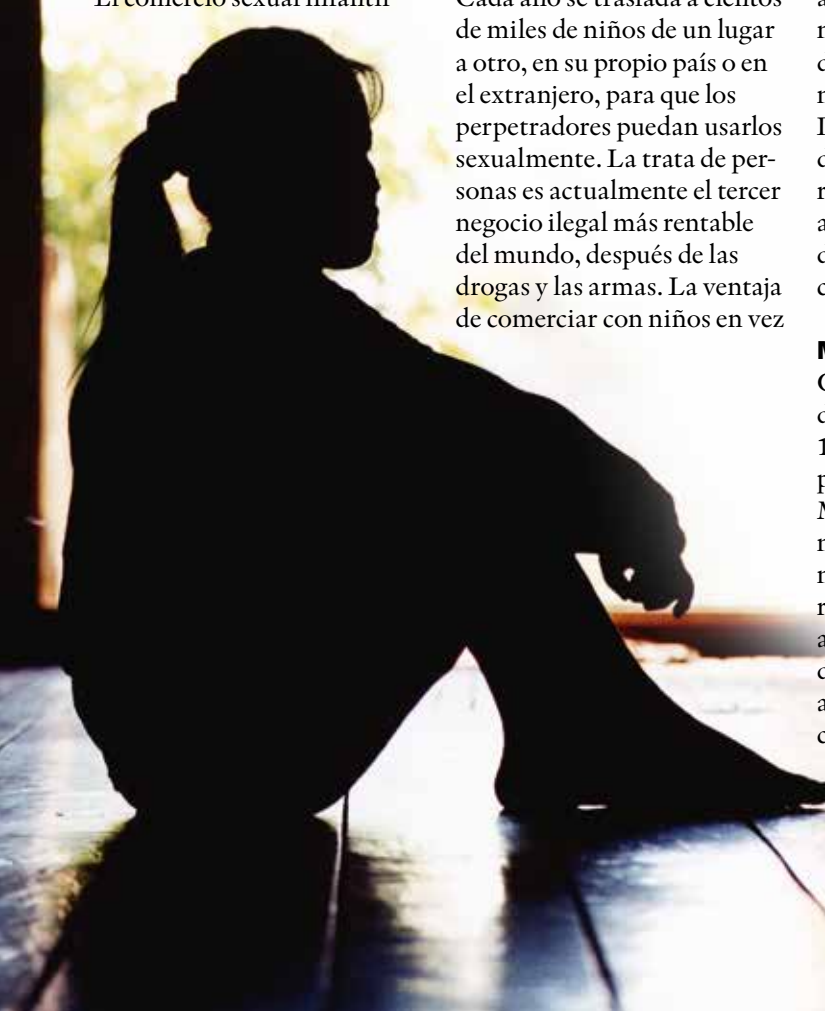 El comercio sexual infantil
Cada año se traslada a cientos
de miles de niños de un lugar
a otro, en su propio país o en
el extranjero, para que los
perpetradores puedan usarlos
sexualmente. La trata de per-
sonas es actualmente el tercer
negocio ilegal más rentable
del mundo, después de las
drogas y las armas. La ventaja
de comerciar con niños en vez